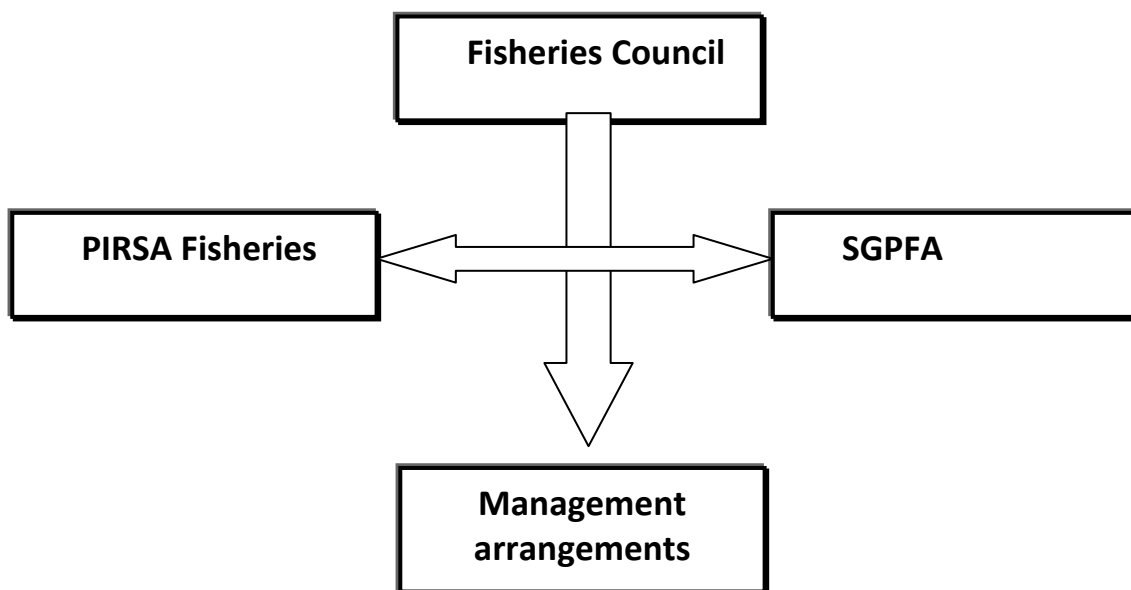 Fisheries Council
PIRSA Fisheries
SGPFA
Management
arrangements